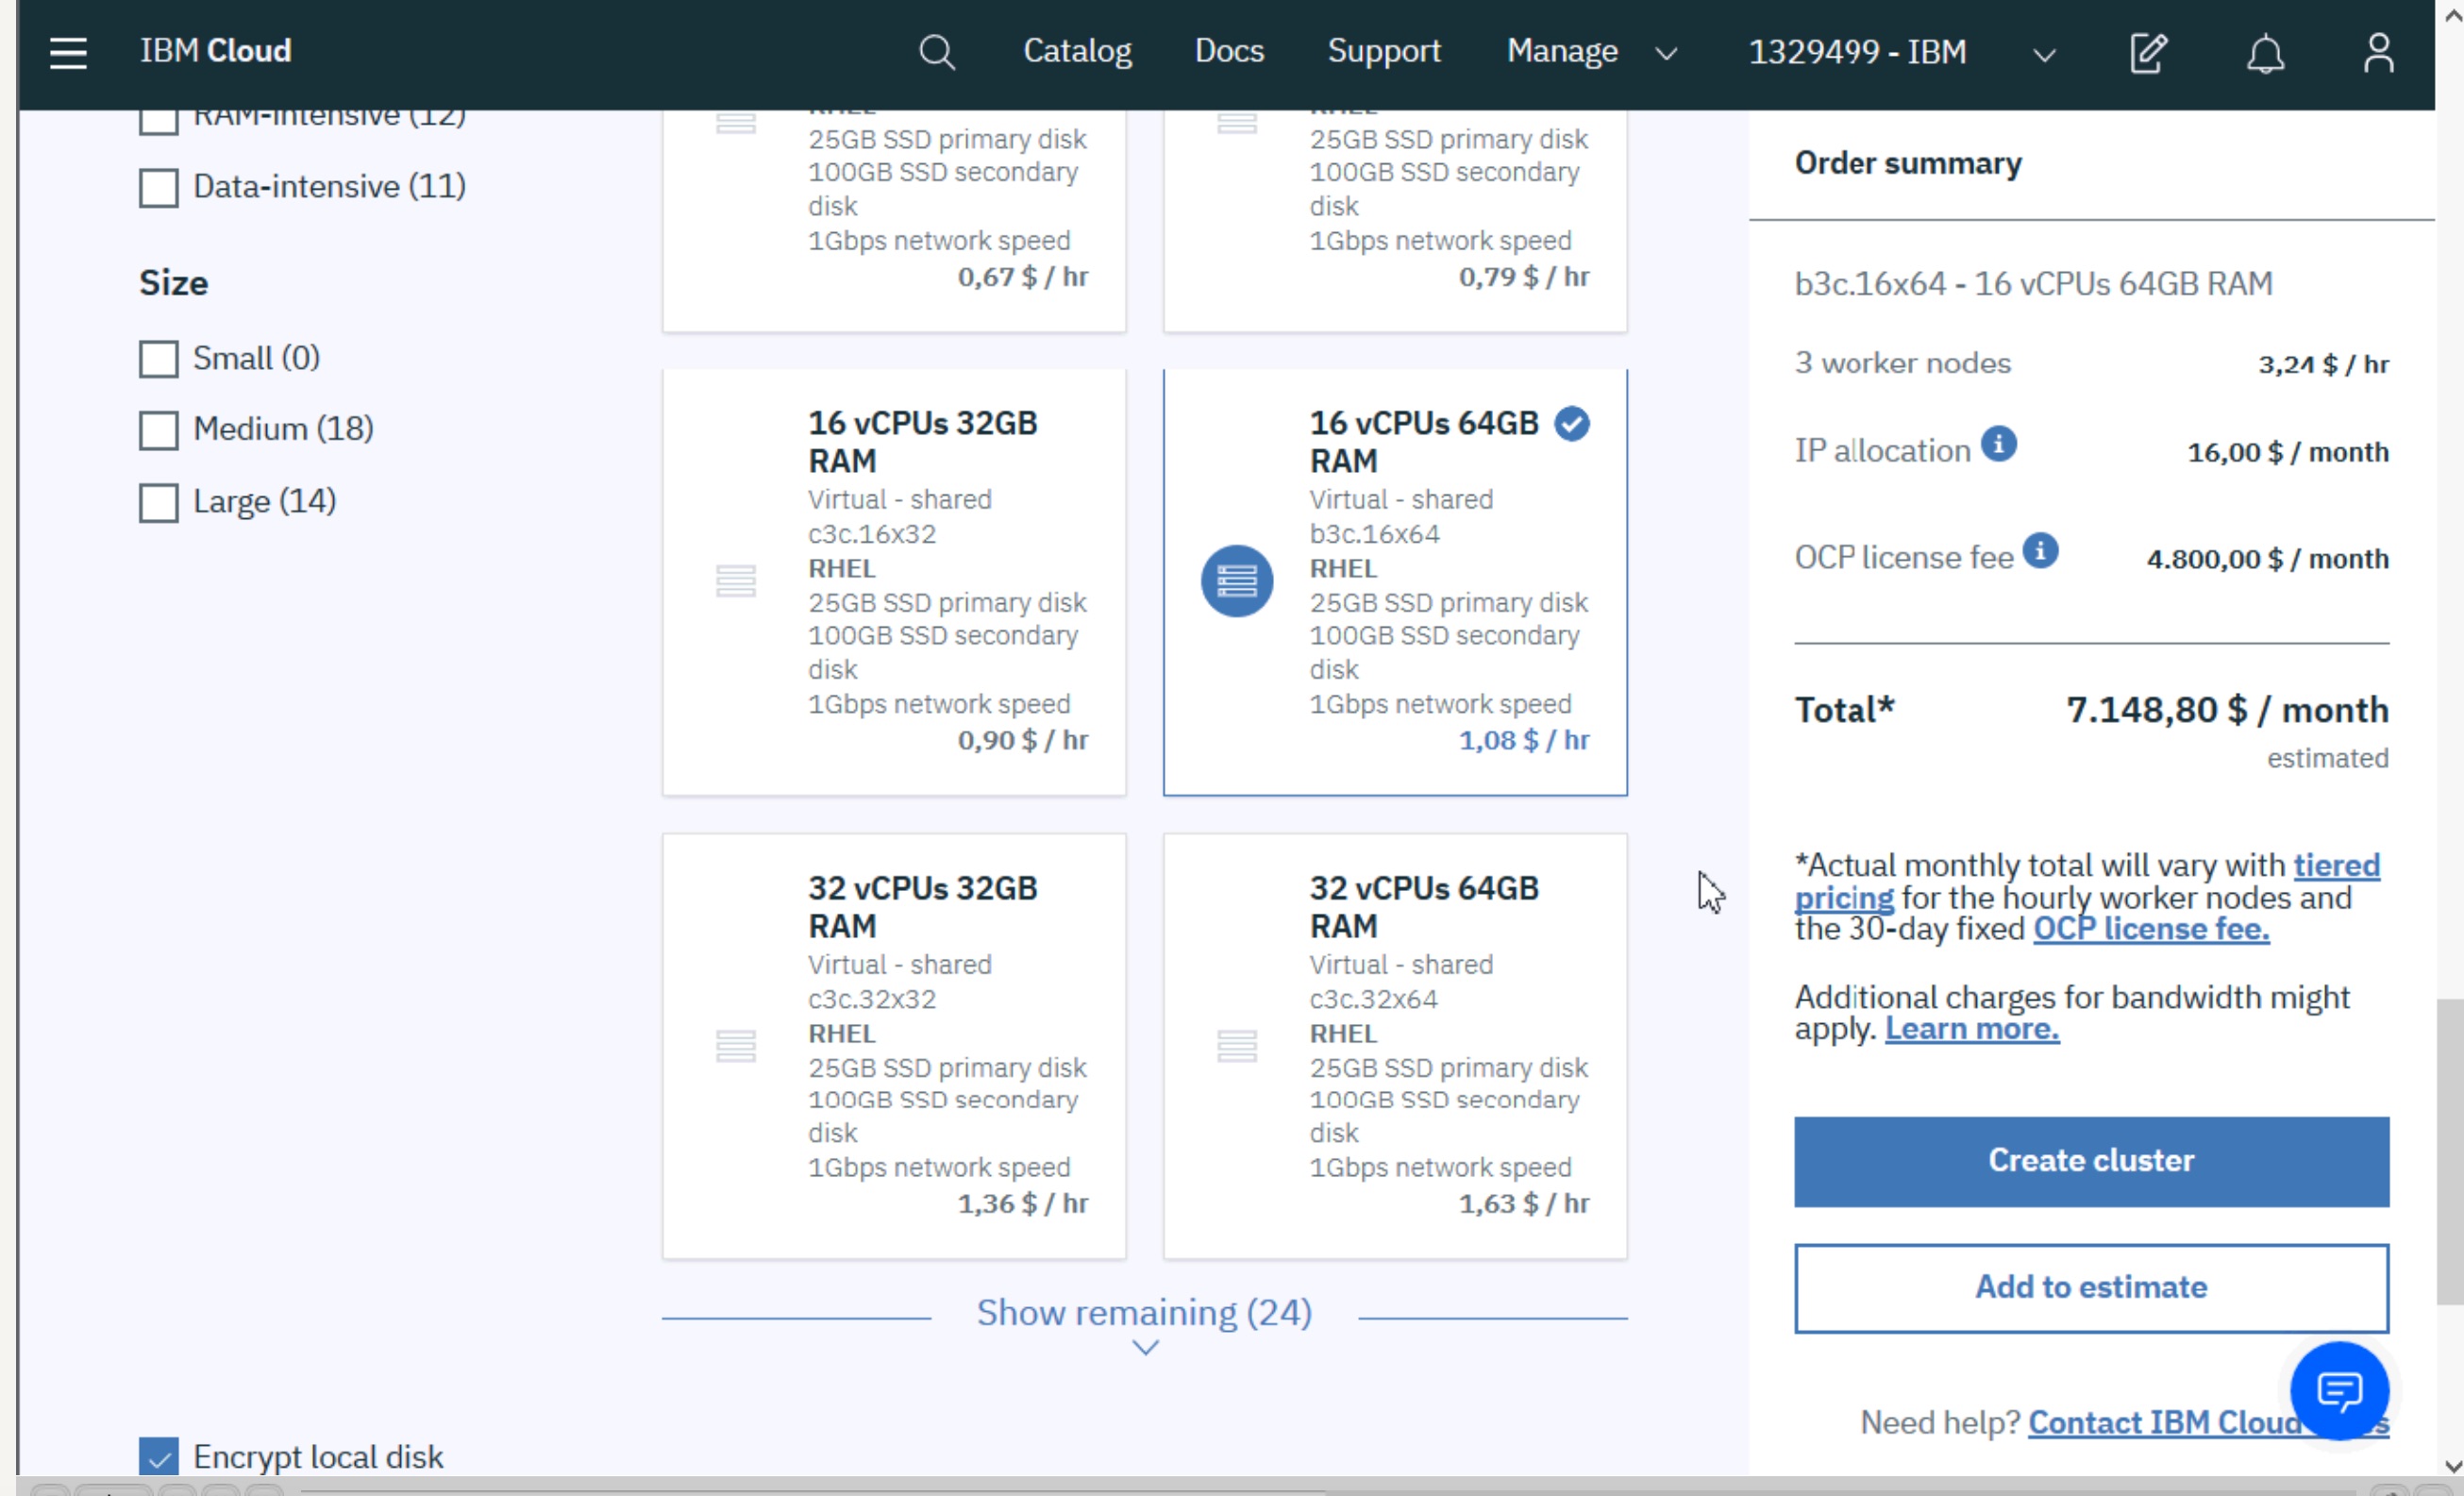 IBM Cloud
Catalog
Docs
Support
Manage
1329499 - IBM
RAM-intensive (12)
Data-intensive (11)
Size
Small (0)
Medium (18)
Large (14)
RHEL
25GB SSD primary disk
100GB SSD secondary
disk
1Gbps network speed
0,67 $ / hr
RHEL
25GB SSD primary disk
100GB SSD secondary
disk
1Gbps network speed
0,79 $ / hr
16 vCPUs 32GB
RAM
Virtual - shared
c3c.16x32
RHEL
25GB SSD primary disk
100GB SSD secondary
disk
1Gbps network speed
0,90 $ / hr
16 vCPUs 64GB
RAM
Virtual - shared
b3c.16x64
RHEL
25GB SSD primary disk
100GB SSD secondary
disk
1Gbps network speed
1,08 $ / hr
32 vCPUs 32GB
RAM
Virtual - shared
c3c.32x32
RHEL
25GB SSD primary disk
100GB SSD secondary
disk
1Gbps network speed
1,36 $ / hr
32 vCPUs 64GB
RAM
Virtual - shared
c3c.32x64
RHEL
25GB SSD primary disk
100GB SSD secondary
disk
1Gbps network speed
1,63 $ / hr
Show remaining (24)
Encrypt local disk
Order summary
b3c.16x64 - 16 vCPUs 64GB RAM
3 worker nodes 3,24 $ / hr
IP allocation 16,00 $ / month
OCP license fee 4.800,00 $ / month
Total* 7.148,80 $ / month
estimated
*Actual monthly total will vary with tiered
pricing for the hourly worker nodes and
the 30-day fixed OCP license fee.
Additional charges for bandwidth might
apply. Learn more.
Create cluster
Add to estimate
Need help? Contact IBM Cloud